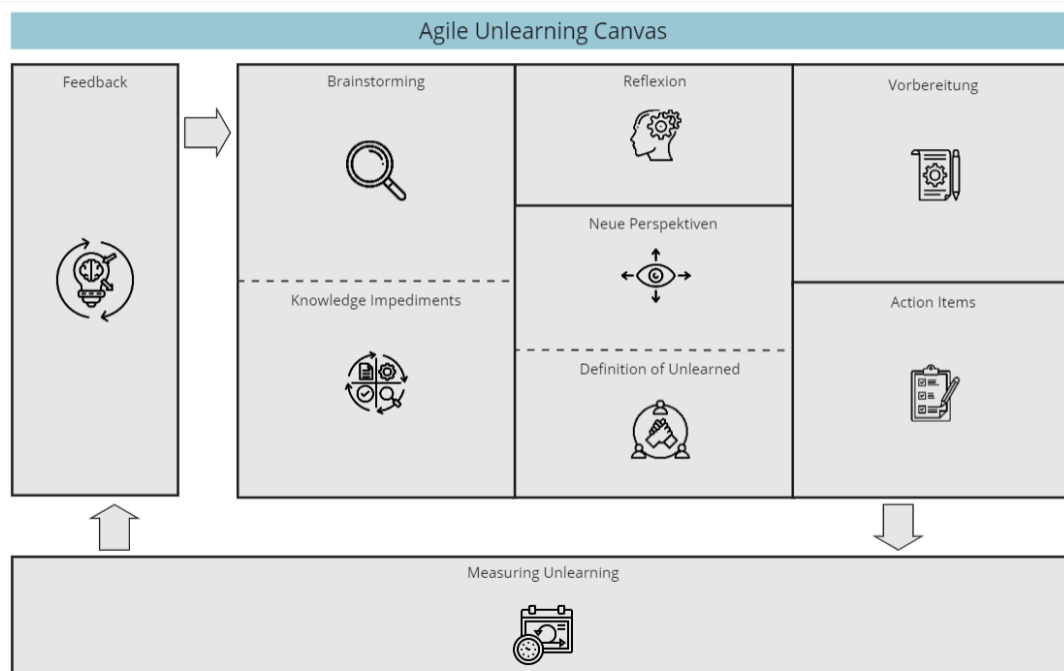 Agile Unlearning Canvas
Feedback
Brainstorming
Knowledge Impediments
Reflexion
Neue Perspektiven
Definition of Unlearned
Vorbereitung
Action Items
Measuring Unlearning